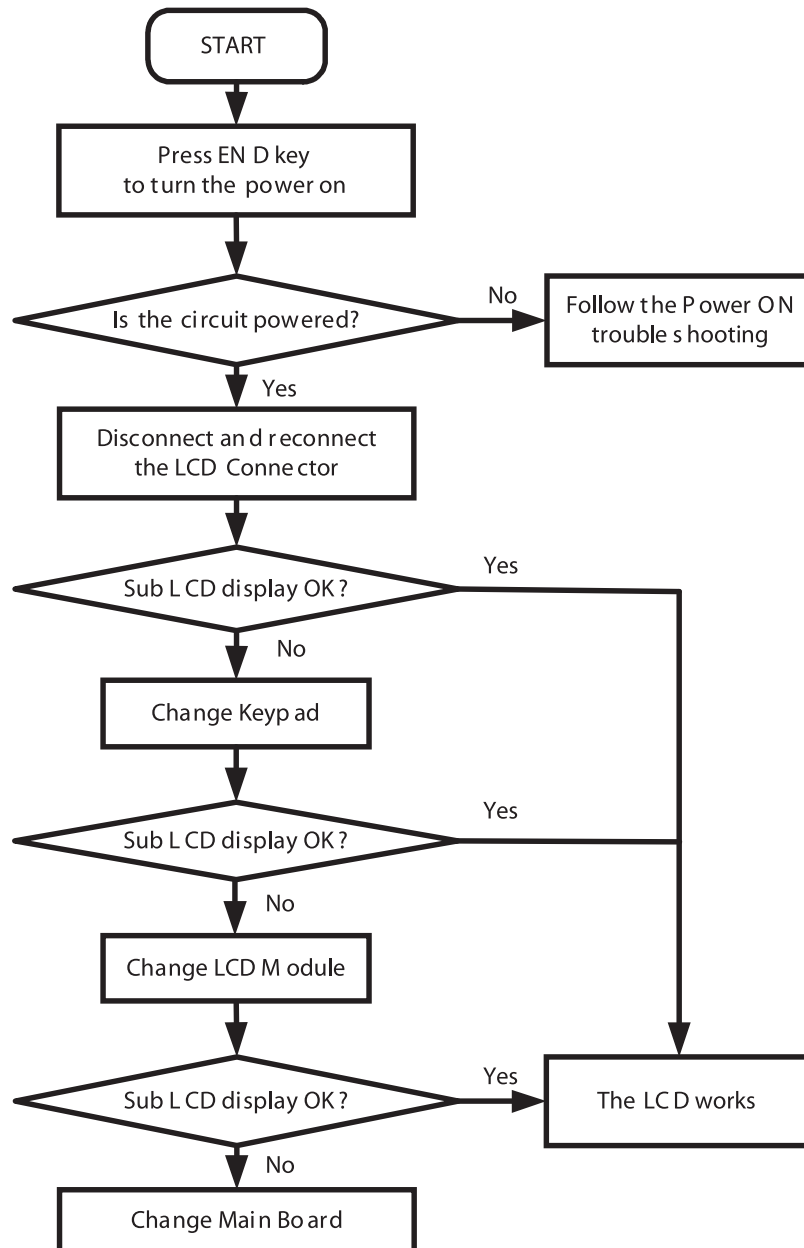 START
Press END key
to turn the power on
Is the circuit powered?
No
Follow the Power ON
trouble shooting
Yes
Disconnect and reconnect
the LCD Connector
Sub LCD display OK?
Yes
No
Change Keypad
Sub LCD display OK?
Yes
No
Change LCD Module
Sub LCD display OK?
Yes
The LCD works
No
Change Main Board